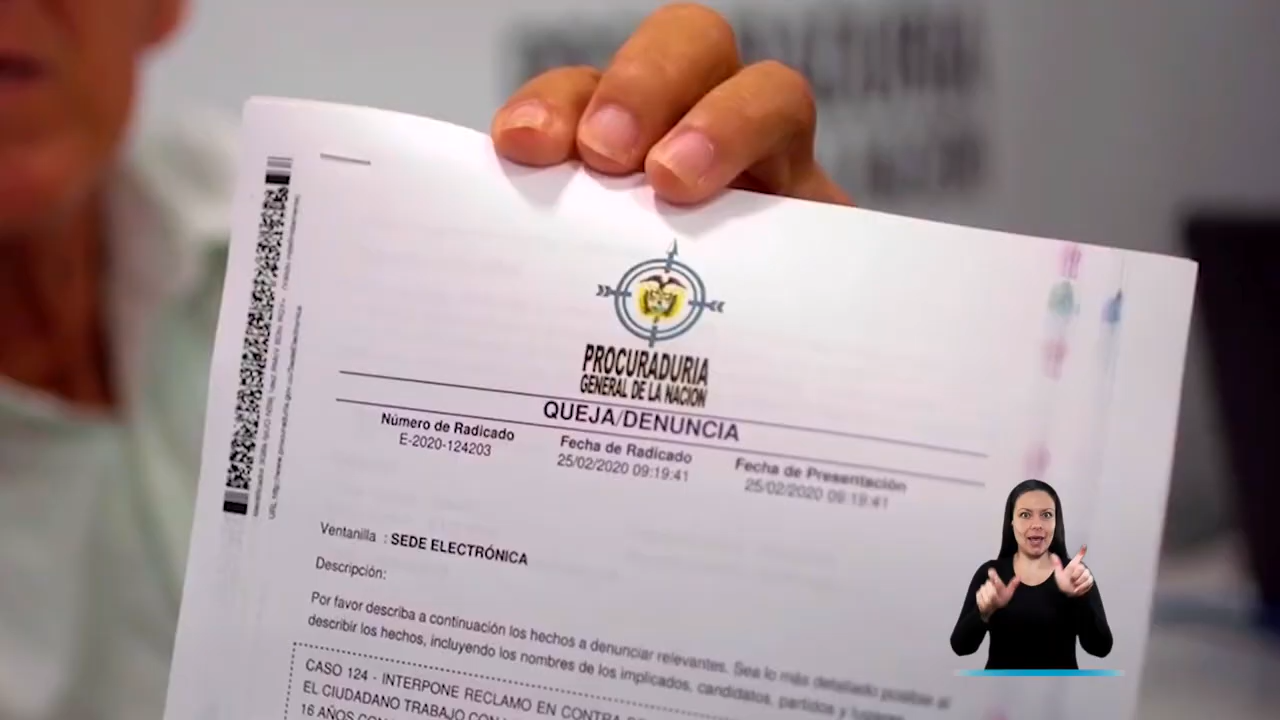 PROCURADURIA
GENERAL DE LA NACION
QUEJA/DENUNCIA
Número de Radicado
E-2020-124203
Fecha de Radicado
25/02/2020 09:19:41
Fecha de Presentación
25/02/2020 09:19:41
Ventanilla : SEDE ELECTRÓNICA
Descripción:
Por favor describa a continuación los hechos a denunciar relevantes. Sea lo más detallado posible al
describir los hechos, incluyendo los nombres de los implicados, candidatos, partidos y lugares
CASO 124 - INTERPONE RECLAMO EN CONTRA
EL CIUDADANO TRABAJO CON
16 AÑOS